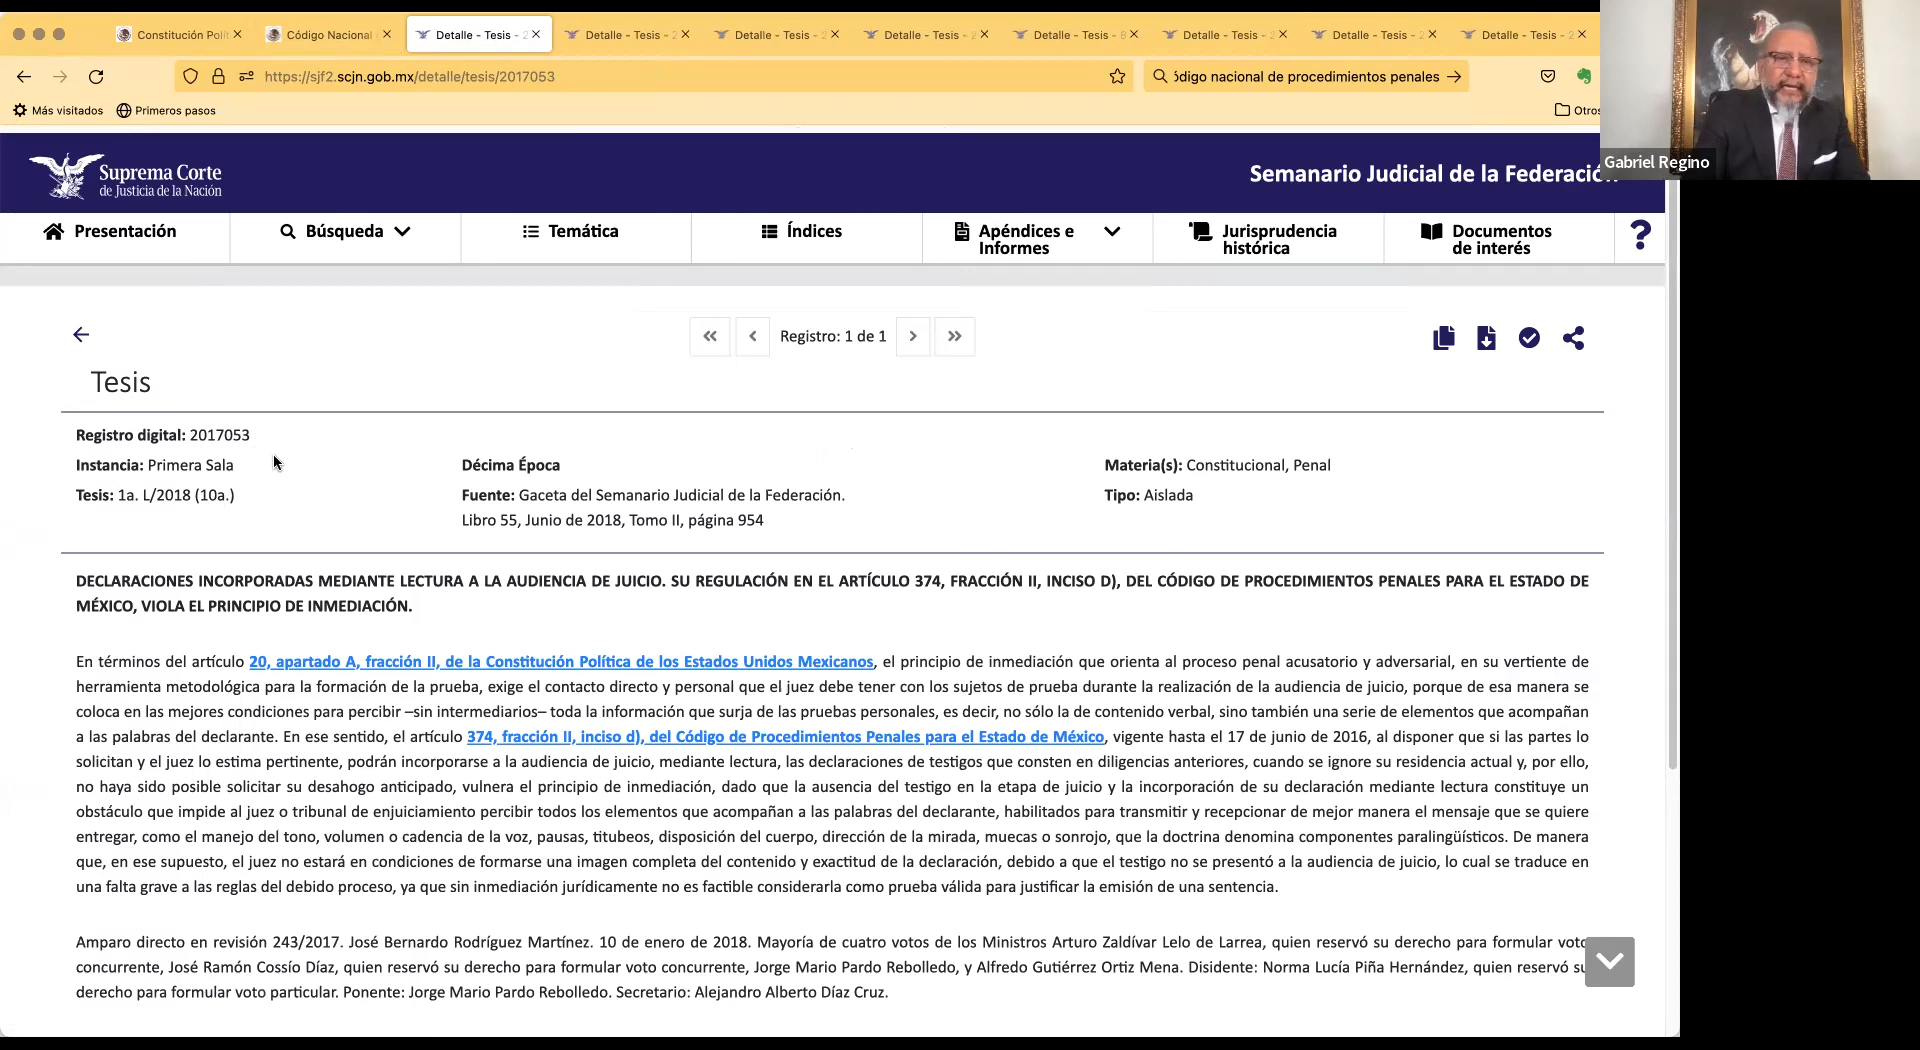 Constitución Polít
Código Nacional
Detalle - Tesis - 2
Detalle - Tesis - 2
Detalle - Tesis - 2
Detalle - Tesis - 2
Detalle - Tesis - 8
Detalle - Tesis - 2
Detalle - Tesis - 2
Detalle - Tesis - 2
https://sjf2.scjn.gob.mx/detalle/tesis/2017053
ódigo nacional de procedimientos penales
Más visitados
Primeros pasos
Otros
Gabriel Regino
Suprema Corte
de Justicia de la Nación
Semanario Judicial de la Federación
Presentación
Búsqueda
Temática
Índices
Apéndices e
Informes
Jurisprudencia
histórica
Documentos
de interés
?
Registro: 1 de 1
Tesis
Registro digital: 2017053
Instancia: Primera Sala
Décima Época
Materia(s): Constitucional, Penal
Tesis: 1a. L/2018 (10a.)
Fuente: Gaceta del Semanario Judicial de la Federación.
Tipo: Aislada
Libro 55, Junio de 2018, Tomo II, página 954
DECLARACIONES INCORPORADAS MEDIANTE LECTURA A LA AUDIENCIA DE JUICIO. SU REGULACIÓN EN EL ARTÍCULO 374, FRACCIÓN II, INCISO D), DEL CÓDIGO DE PROCEDIMIENTOS PENALES PARA EL ESTADO DE
MÉXICO, VIOLA EL PRINCIPIO DE INMEDIACIÓN.
En términos del artículo 20, apartado A, fracción II, de la Constitución Política de los Estados Unidos Mexicanos, el principio de inmediación que orienta al proceso penal acusatorio y adversarial, en su vertiente de
herramienta metodológica para la formación de la prueba, exige el contacto directo y personal que el juez debe tener con los sujetos de prueba durante la realización de la audiencia de juicio, porque de esa manera se
coloca en las mejores condiciones para percibir –sin intermediarios– toda la información que surja de las pruebas personales, es decir, no sólo la de contenido verbal, sino también una serie de elementos que acompañan
a las palabras del declarante. En ese sentido, el artículo 374, fracción II, inciso d), del Código de Procedimientos Penales para el Estado de México, vigente hasta el 17 de junio de 2016, al disponer que si las partes lo
solicitan y el juez lo estima pertinente, podrán incorporarse a la audiencia de juicio, mediante lectura, las declaraciones de testigos que consten en diligencias anteriores, cuando se ignore su residencia actual y, por ello,
no haya sido posible solicitar su desahogo anticipado, vulnera el principio de inmediación, dado que la ausencia del testigo en la etapa de juicio y la incorporación de su declaración mediante lectura constituye un
obstáculo que impide al juez o tribunal de enjuiciamiento percibir todos los elementos que acompañan a las palabras del declarante, habilitados para transmitir y recepcionar de mejor manera el mensaje que se quiere
entregar, como el manejo del tono, volumen o cadencia de la voz, pausas, titubeos, disposición del cuerpo, dirección de la mirada, muecas o sonrojo, que la doctrina denomina componentes paralingüísticos. De manera
que, en ese supuesto, el juez no estará en condiciones de formarse una imagen completa del contenido y exactitud de la declaración, debido a que el testigo no se presentó a la audiencia de juicio, lo cual se traduce en
una falta grave a las reglas del debido proceso, ya que sin inmediación jurídicamente no es factible considerarla como prueba válida para justificar la emisión de una sentencia.
Amparo directo en revisión 243/2017. José Bernardo Rodríguez Martínez. 10 de enero de 2018. Mayoría de cuatro votos de los Ministros Arturo Zaldívar Lelo de Larrea, quien reservó su derecho para formular voto
concurrente, José Ramón Cossío Díaz, quien reservó su derecho para formular voto concurrente, Jorge Mario Pardo Rebolledo, y Alfredo Gutiérrez Ortiz Mena. Disidente: Norma Lucía Piña Hernández, quien reservó su
derecho para formular voto particular. Ponente: Jorge Mario Pardo Rebolledo. Secretario: Alejandro Alberto Díaz Cruz.